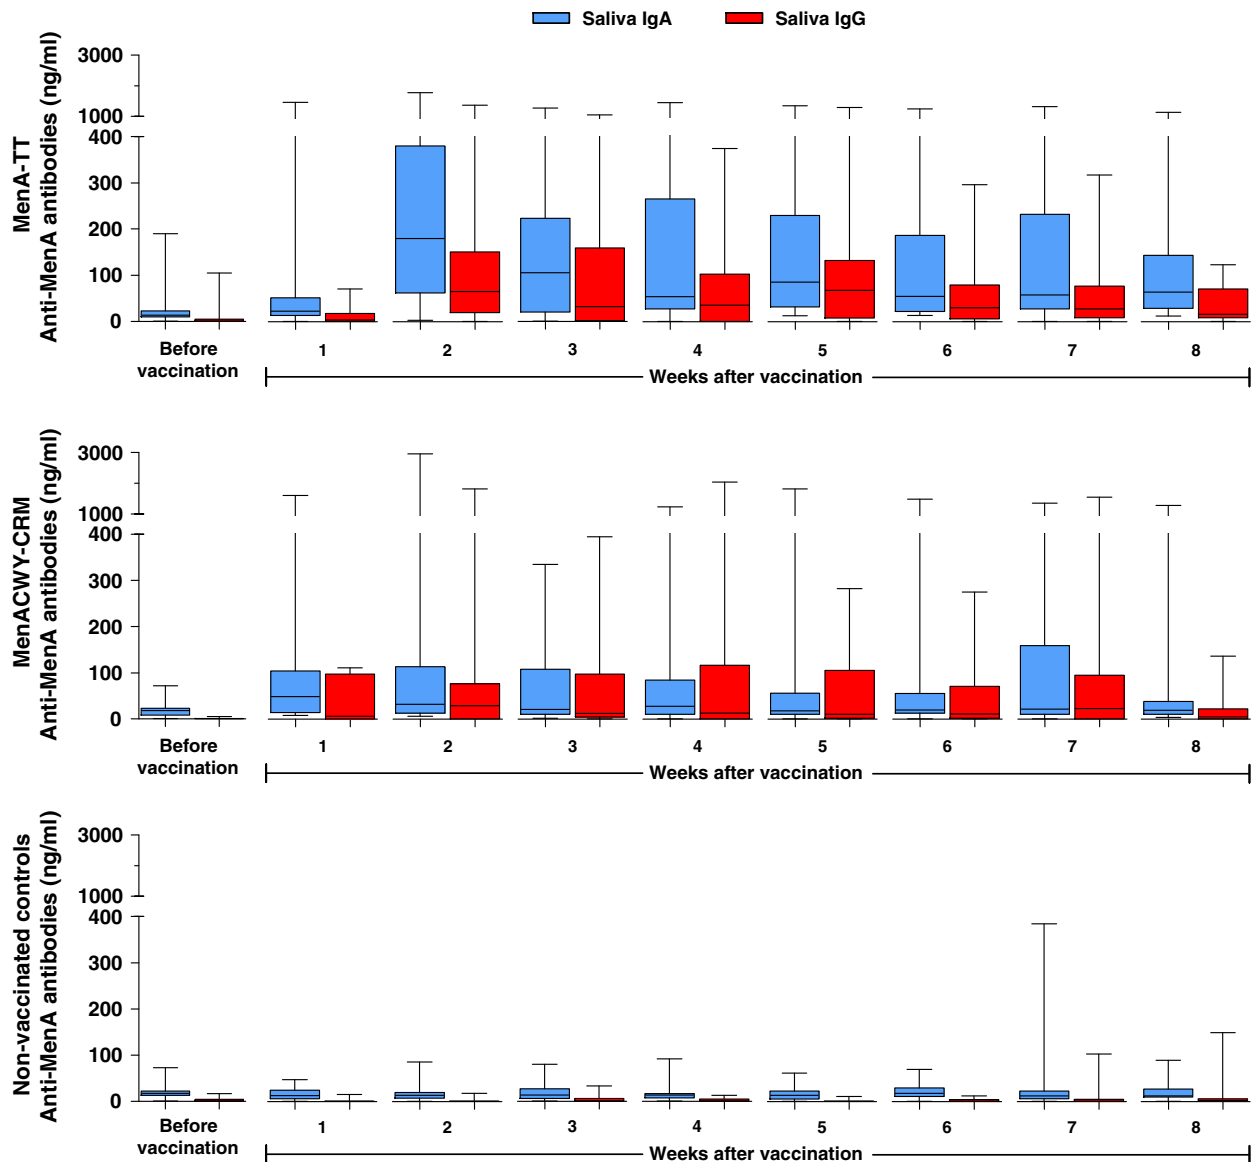 Saliva IgA Saliva IgG
MenA-TT
Anti-MenA antibodies (ng/ml)
3000
1000
400
300
200
100
0
Before vaccination 1 2 3 4 5 6 7 8
Weeks after vaccination
MenACWY-CRM
Anti-MenA antibodies (ng/ml)
3000
1000
400
300
200
100
0
Before vaccination 1 2 3 4 5 6 7 8
Weeks after vaccination
Non-vaccinated controls
Anti-MenA antibodies (ng/ml)
3000
1000
400
300
200
100
0
Before vaccination 1 2 3 4 5 6 7 8
Weeks after vaccination